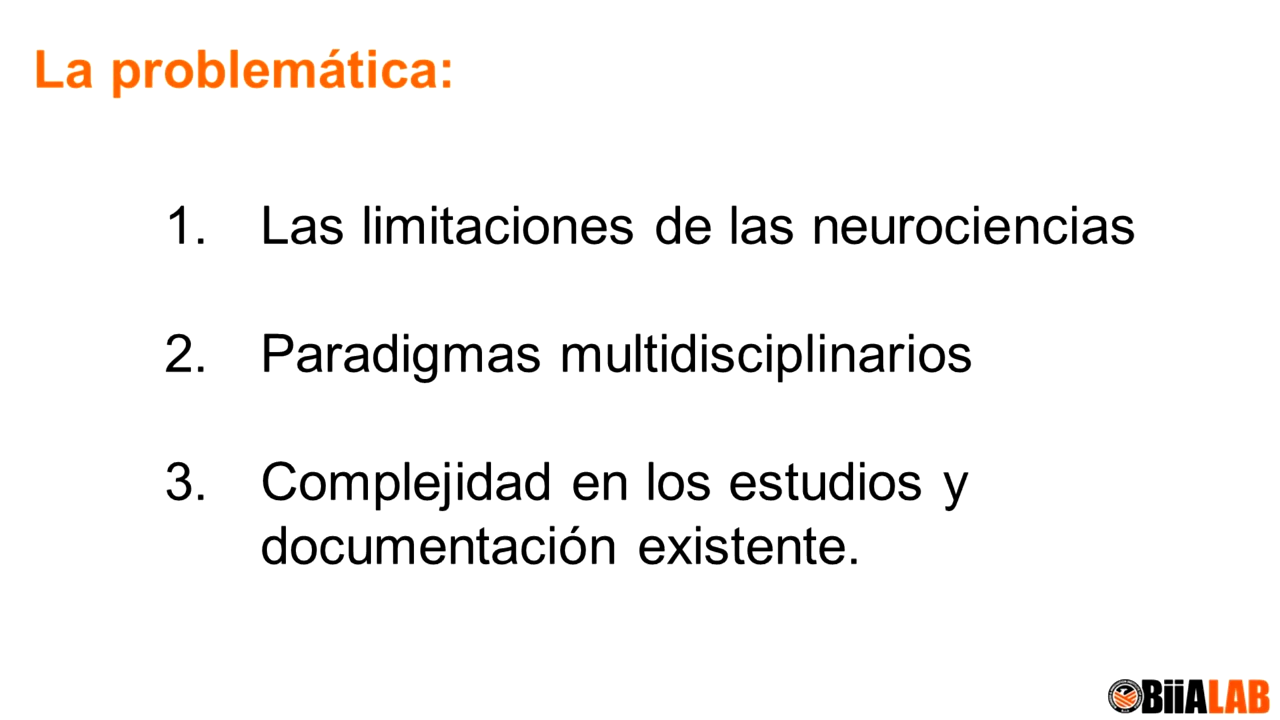 La problemática:
1. Las limitaciones de las neurociencias
2. Paradigmas multidisciplinarios
3. Complejidad en los estudios y
documentación existente.
BiiALAB